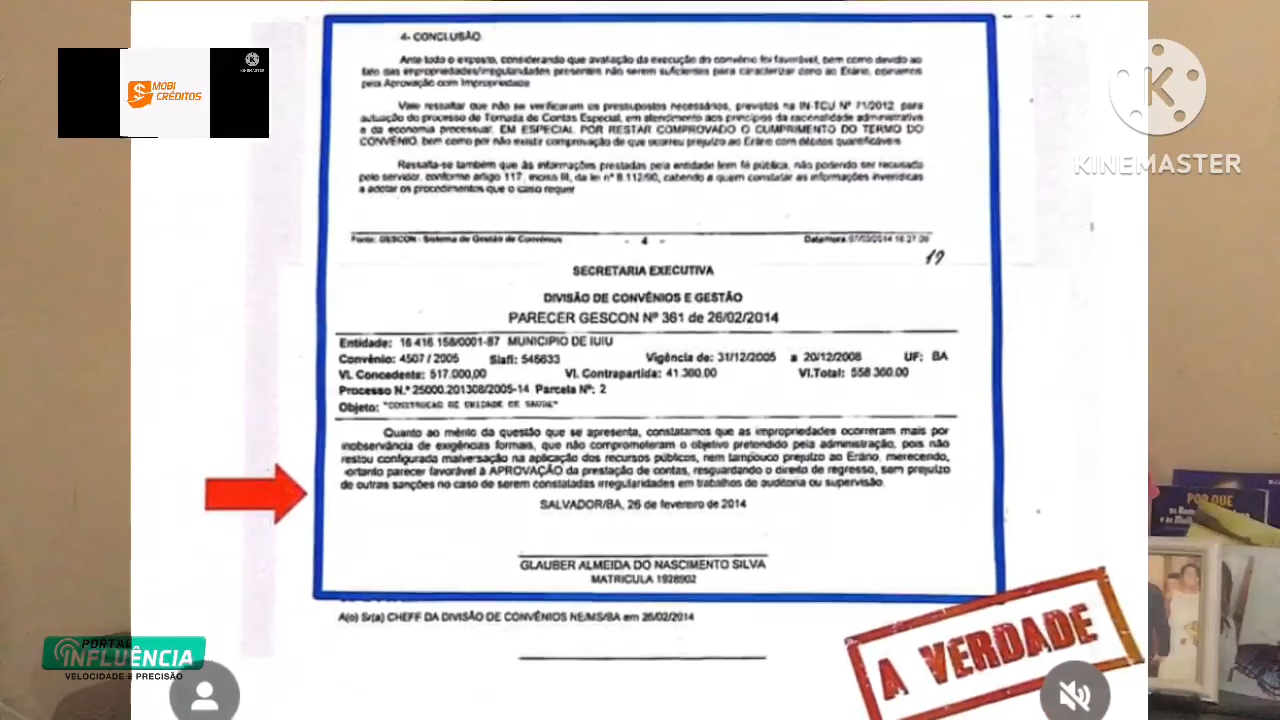 4- CONCLUSÃO.
Ante todo o exposto, considerando que avaliação da execução do convênio foi favorável, bem como devido ao
fato das impropriedades/irregularidades presentes não serem suficientes para caracterizar dano ao Erário, opinamos
pela Aprovação com Impropriedade
Vale ressaltar que não se verificaram os pressupostos necessários, previstos na IN-TCU Nº 71/2012 para
autuação do processo de Tomada de Contas Especial, em atendimento aos princípios da racionalidade administrativa
e da economia processual, EM ESPECIAL POR RESTAR COMPROVADO O CUMPRIMENTO DO TERMO DO
CONVÊNIO, bem como por não existir comprovação de que ocorreu prejuízo ao Erário com débitos quantificáveis
Ressalta-se também que às informações prestadas pela entidade tem fé pública, não podendo ser recusada
pelo servidor, conforme artigo 117, inciso III, da lei nº 8.112/90, cabendo a quem constatar as informações inverídicas
a adotar os procedimentos que o caso requer
Fonte: GESCON - Sistema de Gestão de Convênios - 4 - Data/Hora
19
SECRETARIA EXECUTIVA
DIVISÃO DE CONVÊNIOS E GESTÃO
PARECER GESCON Nº 361 de 26/02/2014
Entidade: 16 416 158/0001-87 MUNICIPIO DE IUIU
Convênio: 4507 / 2005 Siafi: 545633 Vigência de: 31/12/2005 a 20/12/2008 UF: BA
Vl. Concedente: 517.000,00 Vl. Contrapartida: 41.360.00 Vl.Total: 558 360.00
Processo N.º 25000.201308/2005-14 Parcela Nº: 2
Objeto: "CONSTRUCAO DE UNIDADE DE SAUDE"
Quanto ao mérito da questão que se apresenta, constatamos que as impropriedades ocorreram mais por
inobservância de exigências formais, que não comprometeram o objetivo pretendido pela administração, pois não
restou configurada malversação na aplicação dos recursos públicos, nem tampouco prejuízo ao Erário, merecendo,
portanto parecer favorável à APROVAÇÃO da prestação de contas, resguardando o direito de regresso, sem prejuízo
de outras sanções no caso de serem constatadas irregularidades em trabalhos de auditoria ou supervisão.
SALVADOR/BA, 26 de fevereiro de 2014
GLAUBER ALMEIDA DO NASCIMENTO SILVA
MATRICULA 1928902
A(o) Sr(a) CHEFF DA DIVISÃO DE CONVÊNIOS NE/MS/BA em 26/02/2014
A VERDADE
MOBI
CRÉDITOS
KINEMASTER
KINEMASTER
PORTAL
INFLUÊNCIA
VELOCIDADE E PRECISÃO
POR QUE